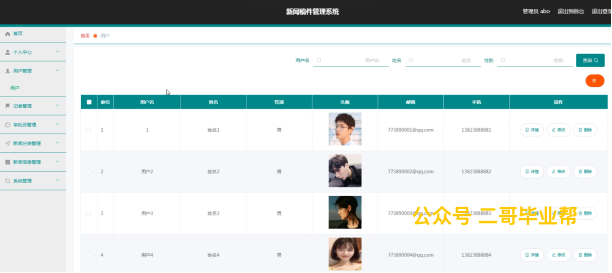 新闻稿件管理系统
管理员 abo 退出到前台 退出登录
首页
个人中心
用户管理
用户
记者管理
审批员管理
新闻分类管理
新闻信息管理
系统管理
首页 用户
用户名 用户名 姓名 姓名 性别 性别 查询
索引 用户名 姓名 性别 头像 邮箱 手机 操作
1 1 姓名1 男 773890001@qq.com 13823888881 详情 修改 删除
2 用户2 姓名2 男 773890002@qq.com 13823888882 详情 修改 删除
3 用户3 姓名3 男 详情 修改 删除
公众号 二哥毕业帮
4 用户4 姓名4 男 773890004@qq.com 13823888884 详情 修改 删除